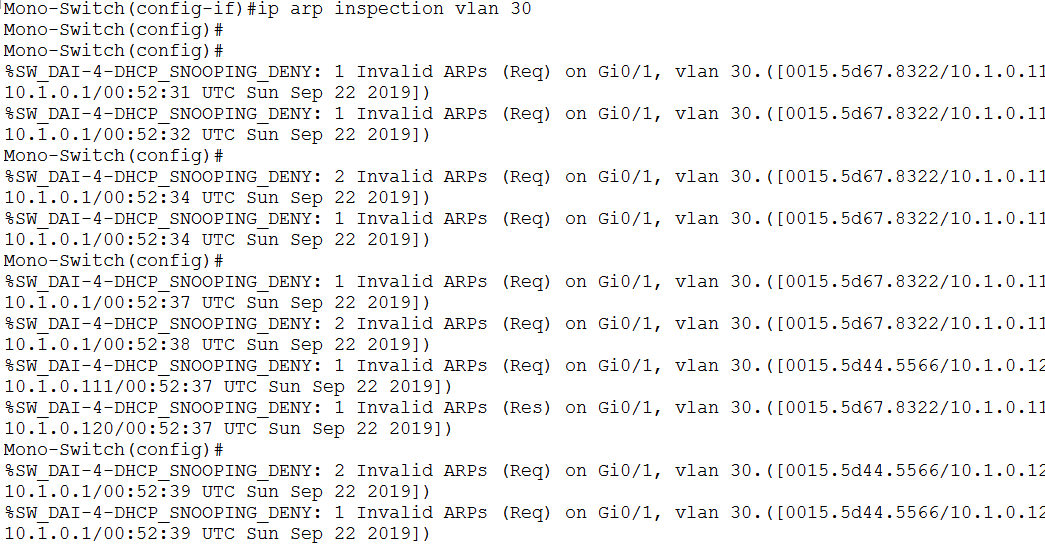 Mono-Switch(config-if)#ip arp inspection vlan 30
Mono-Switch(config)#
Mono-Switch(config)#
%SW_DAI-4-DHCP_SNOOPING_DENY: 1 Invalid ARPs (Req) on Gi0/1, vlan 30.([0015.5d67.8322/10.1.0.11
10.1.0.1/00:52:31 UTC Sun Sep 22 2019])
%SW_DAI-4-DHCP_SNOOPING_DENY: 1 Invalid ARPs (Req) on Gi0/1, vlan 30.([0015.5d67.8322/10.1.0.11
10.1.0.1/00:52:32 UTC Sun Sep 22 2019])
Mono-Switch(config)#
%SW_DAI-4-DHCP_SNOOPING_DENY: 2 Invalid ARPs (Req) on Gi0/1, vlan 30.([0015.5d67.8322/10.1.0.11
10.1.0.1/00:52:34 UTC Sun Sep 22 2019])
%SW_DAI-4-DHCP_SNOOPING_DENY: 1 Invalid ARPs (Req) on Gi0/1, vlan 30.([0015.5d67.8322/10.1.0.11
10.1.0.1/00:52:34 UTC Sun Sep 22 2019])
Mono-Switch(config)#
%SW_DAI-4-DHCP_SNOOPING_DENY: 1 Invalid ARPs (Req) on Gi0/1, vlan 30.([0015.5d67.8322/10.1.0.11
10.1.0.1/00:52:37 UTC Sun Sep 22 2019])
%SW_DAI-4-DHCP_SNOOPING_DENY: 2 Invalid ARPs (Req) on Gi0/1, vlan 30.([0015.5d67.8322/10.1.0.11
10.1.0.1/00:52:38 UTC Sun Sep 22 2019])
%SW_DAI-4-DHCP_SNOOPING_DENY: 1 Invalid ARPs (Req) on Gi0/1, vlan 30.([0015.5d44.5566/10.1.0.12
10.1.0.111/00:52:37 UTC Sun Sep 22 2019])
%SW_DAI-4-DHCP_SNOOPING_DENY: 1 Invalid ARPs (Res) on Gi0/1, vlan 30.([0015.5d67.8322/10.1.0.11
10.1.0.120/00:52:37 UTC Sun Sep 22 2019])
Mono-Switch(config)#
%SW_DAI-4-DHCP_SNOOPING_DENY: 2 Invalid ARPs (Req) on Gi0/1, vlan 30.([0015.5d44.5566/10.1.0.12
10.1.0.1/00:52:39 UTC Sun Sep 22 2019])
%SW_DAI-4-DHCP_SNOOPING_DENY: 1 Invalid ARPs (Req) on Gi0/1, vlan 30.([0015.5d44.5566/10.1.0.12
10.1.0.1/00:52:39 UTC Sun Sep 22 2019])